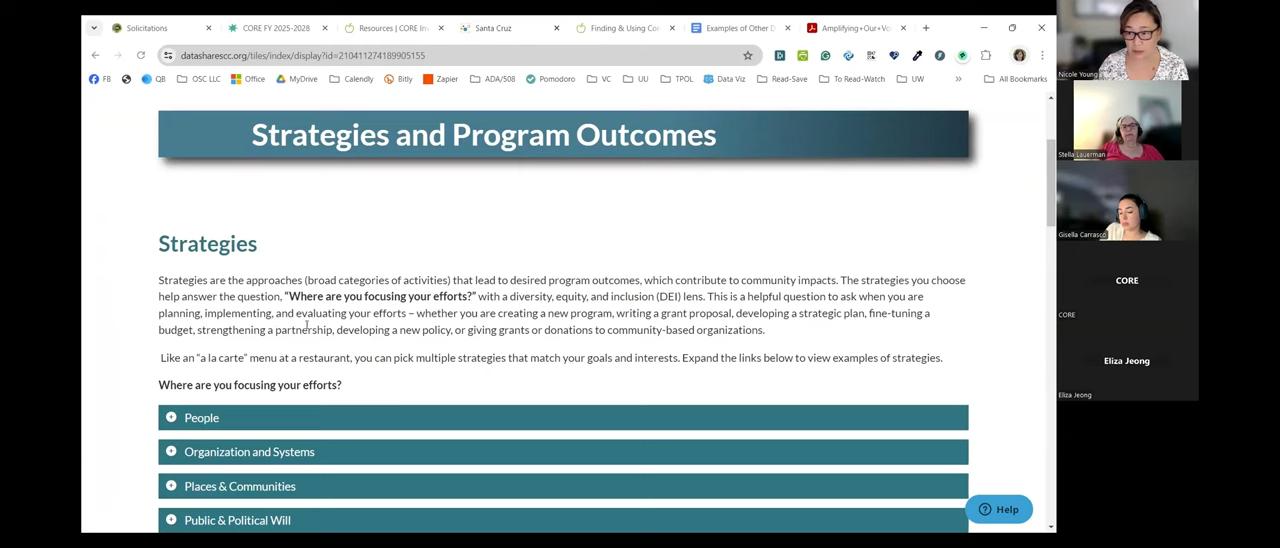 Solicitations
CORE FY 2025-2028
Resources | CORE Inv
Santa Cruz
Finding & Using Cor
Examples of Other D
Amplifying+Our+Vo
datasharescc.org/tiles/index/display?id=210411274189905155
FB
QB
OSC LLC
Office
MyDrive
Calendly
Bitly
Zapier
ADA/508
Pomodoro
VC
UU
TPOL
Data Viz
Read-Save
To Read-Watch
UW
»
All Bookmarks
Strategies and Program Outcomes
Strategies
Strategies are the approaches (broad categories of activities) that lead to desired program outcomes, which contribute to community impacts. The strategies you choose
help answer the question, “Where are you focusing your efforts?” with a diversity, equity, and inclusion (DEI) lens. This is a helpful question to ask when you are
planning, implementing, and evaluating your efforts – whether you are creating a new program, writing a grant proposal, developing a strategic plan, fine-tuning a
budget, strengthening a partnership, developing a new policy, or giving grants or donations to community-based organizations.
Like an “a la carte” menu at a restaurant, you can pick multiple strategies that match your goals and interests. Expand the links below to view examples of strategies.
Where are you focusing your efforts?
People
Organization and Systems
Places & Communities
Public & Political Will
Help
Nicole Young
Stella Lauerman
Gisella Carrasco
CORE
CORE
Eliza Jeong
Eliza Jeong